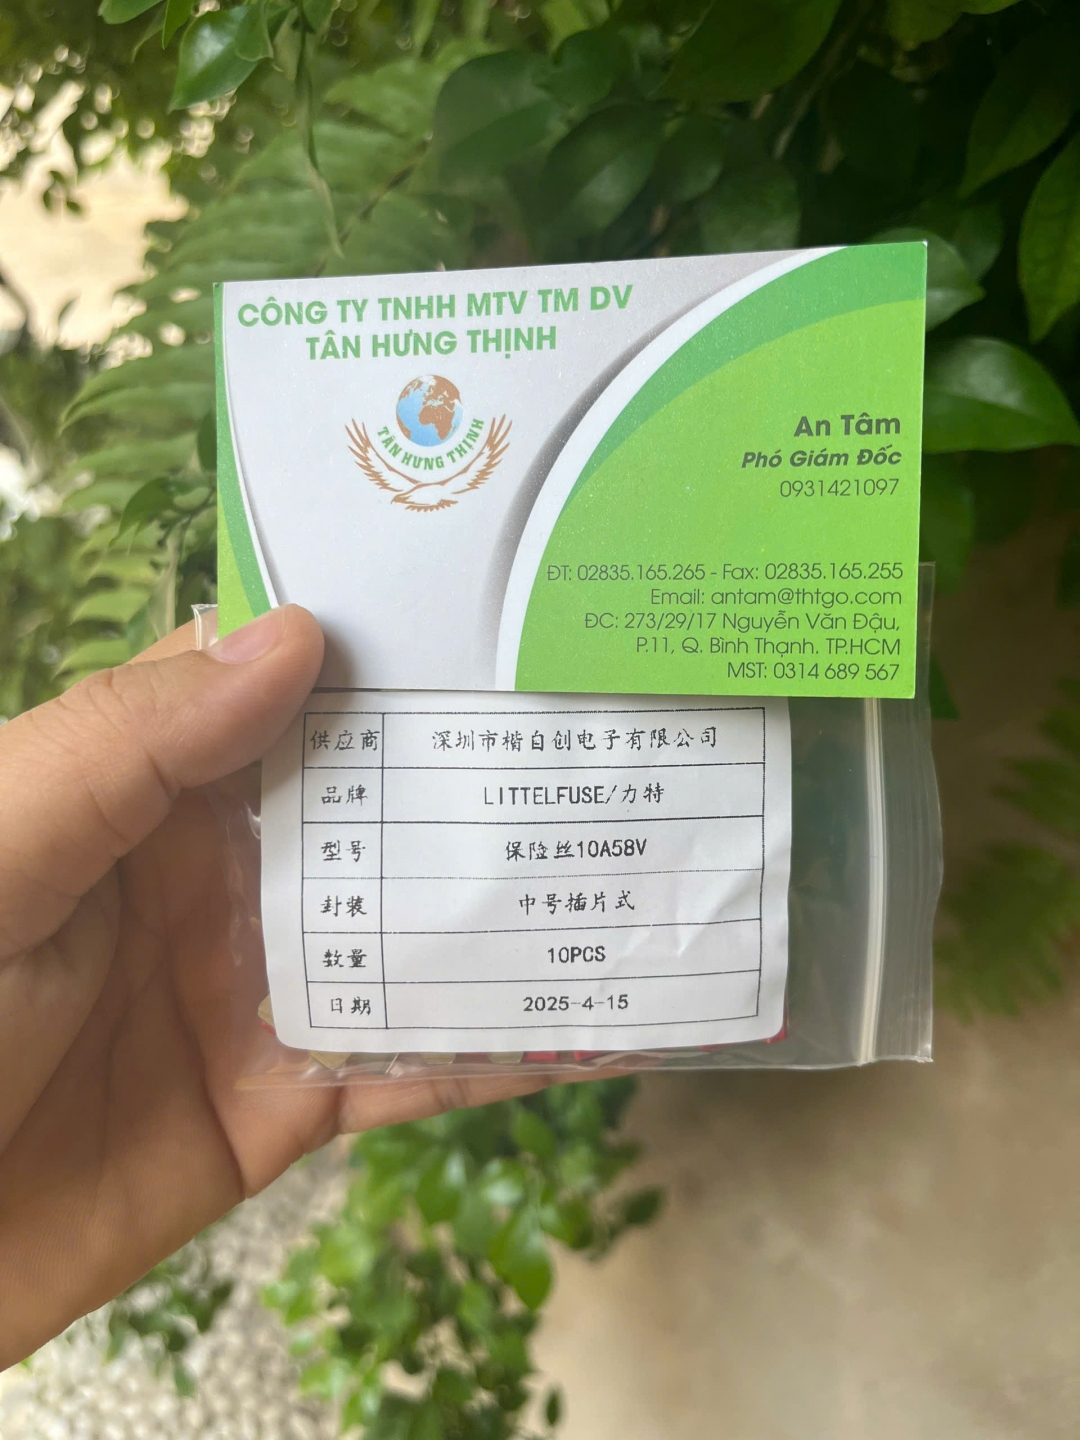 CÔNG TY TNHH MTV TM DV
TÂN HƯNG THỊNH
TÂN HƯNG THỊNH
An Tâm
Phó Giám Đốc
0931421097
ĐT: 02835.165.265 - Fax: 02835.165.255
Email: antam@thtgo.com
ĐC: 273/29/17 Nguyễn Văn Đậu,
P.11, Q. Bình Thạnh. TP.HCM
MST: 0314 689 567
供应商 深圳市楷自创电子有限公司
品牌 LITTELFUSE/力特
型号 保险丝10A58V
封装 中号插片式
数量 10PCS
日期 2025-4-15